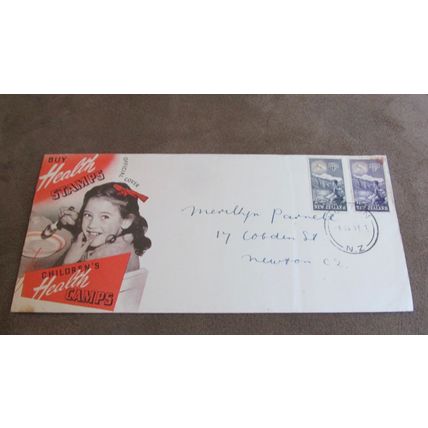 BUY
Health
STAMPS
OFFICIAL COVER
CHILDREN'S
Health
CAMPS
NEW ZEALAND
NEW ZEALAND
Merillyn Parnell
17 Cobden St
Newton C2.
N.Z.